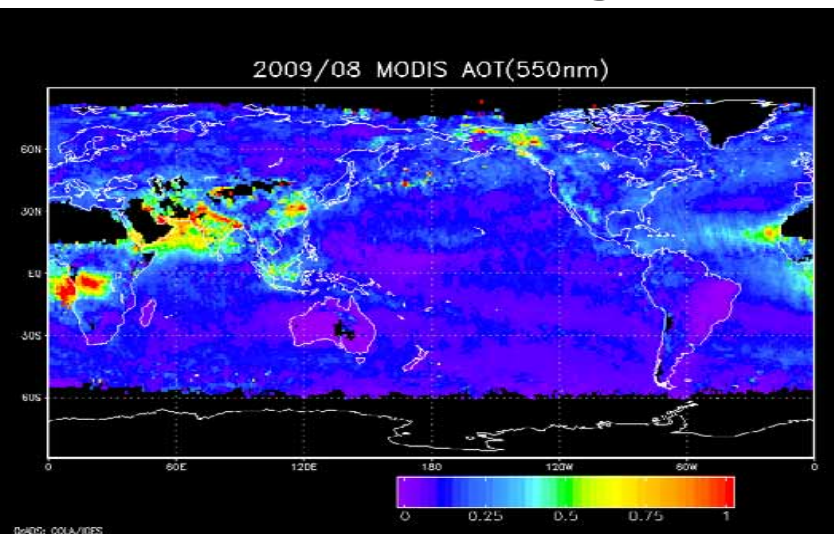 2009/08 MODIS AOT(550nm)
60N
30N
EQ
30S
60S
0 60E 120E 180 120W 60W 0
0 0.25 0.5 0.75 1
GrADS: COLA/IGES